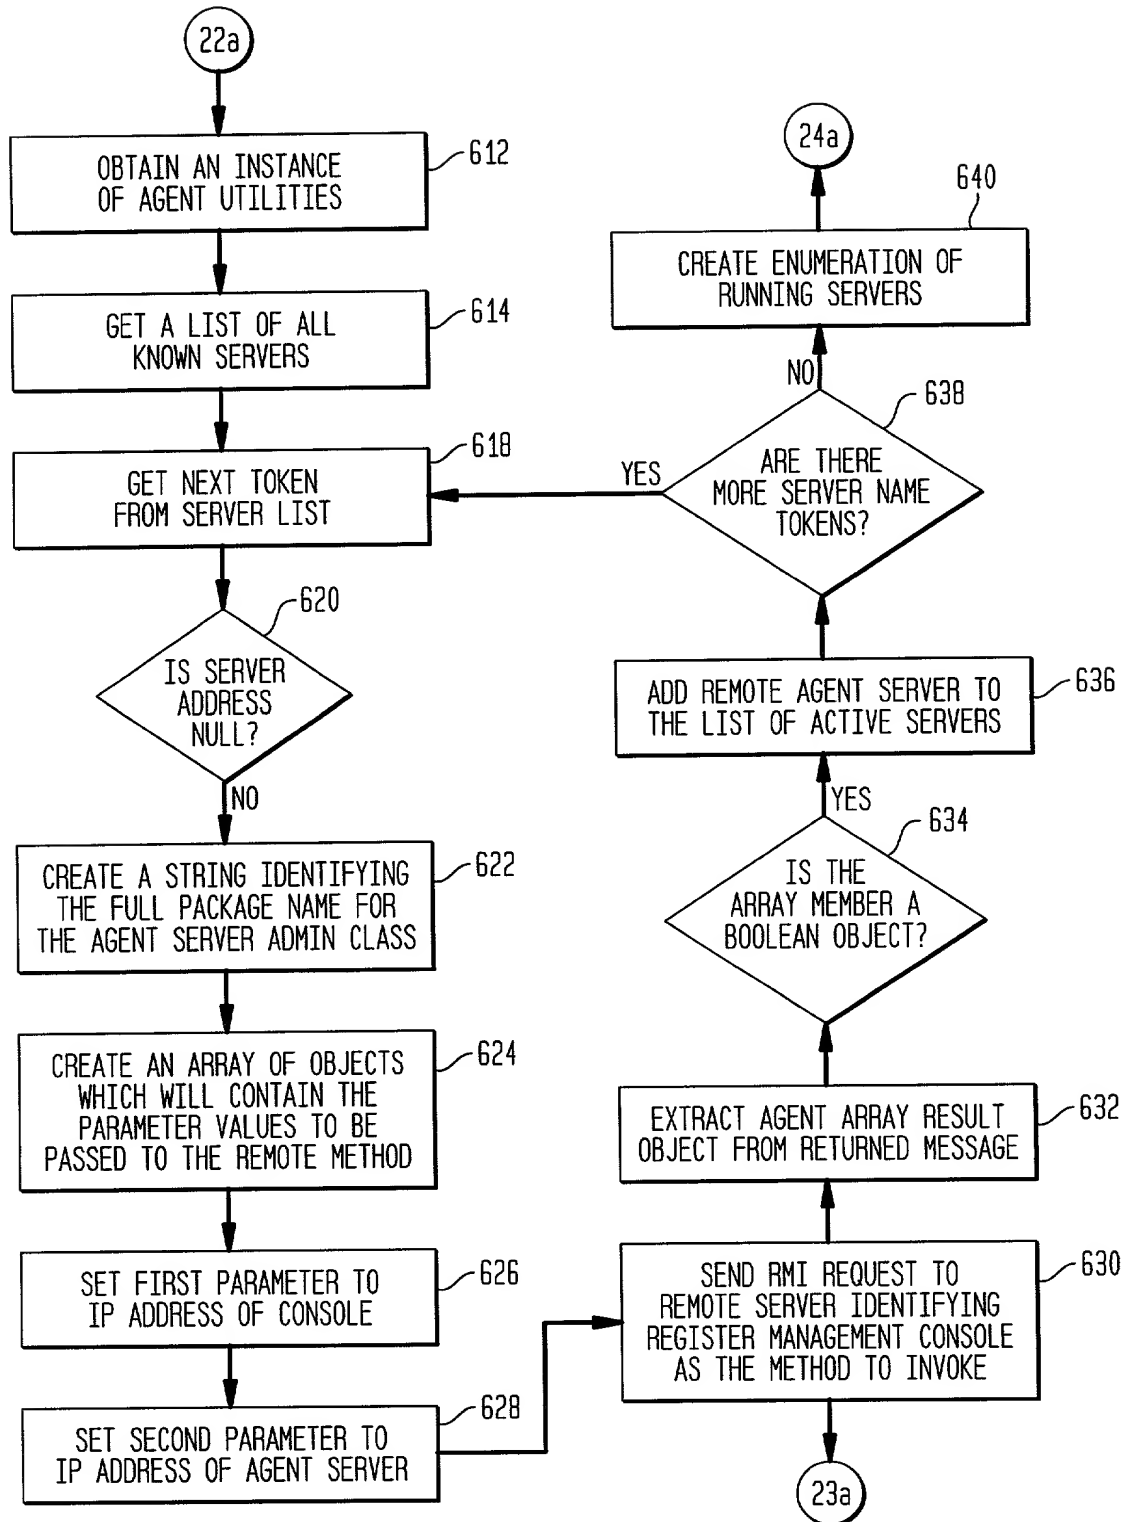 22a
OBTAIN AN INSTANCE
OF AGENT UTILITIES
612
GET A LIST OF ALL
KNOWN SERVERS
614
GET NEXT TOKEN
FROM SERVER LIST
618
IS SERVER
ADDRESS
NULL?
620
NO
CREATE A STRING IDENTIFYING
THE FULL PACKAGE NAME FOR
THE AGENT SERVER ADMIN CLASS
622
CREATE AN ARRAY OF OBJECTS
WHICH WILL CONTAIN THE
PARAMETER VALUES TO BE
PASSED TO THE REMOTE METHOD
624
SET FIRST PARAMETER TO
IP ADDRESS OF CONSOLE
626
SET SECOND PARAMETER TO
IP ADDRESS OF AGENT SERVER
628
24a
640
CREATE ENUMERATION OF
RUNNING SERVERS
NO
638
YES
ARE THERE
MORE SERVER NAME
TOKENS?
ADD REMOTE AGENT SERVER TO
THE LIST OF ACTIVE SERVERS
636
YES
634
IS THE
ARRAY MEMBER A
BOOLEAN OBJECT?
EXTRACT AGENT ARRAY RESULT
OBJECT FROM RETURNED MESSAGE
632
SEND RMI REQUEST TO
REMOTE SERVER IDENTIFYING
REGISTER MANAGEMENT CONSOLE
AS THE METHOD TO INVOKE
630
23a